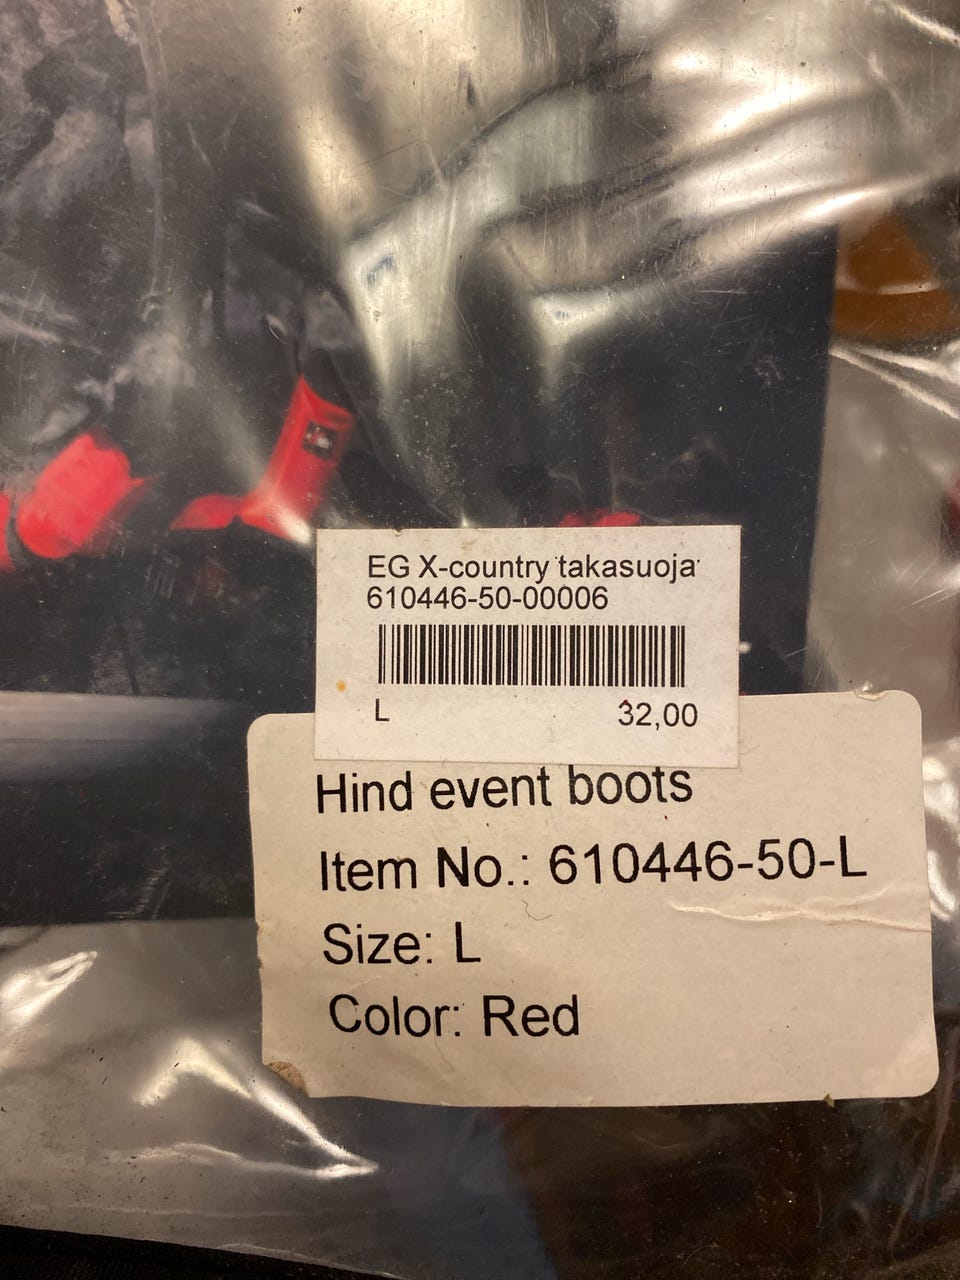 EG X-country takasuoja
610446-50-00006
L 32,00
Hind event boots
Item No.: 610446-50-L
Size: L
Color: Red